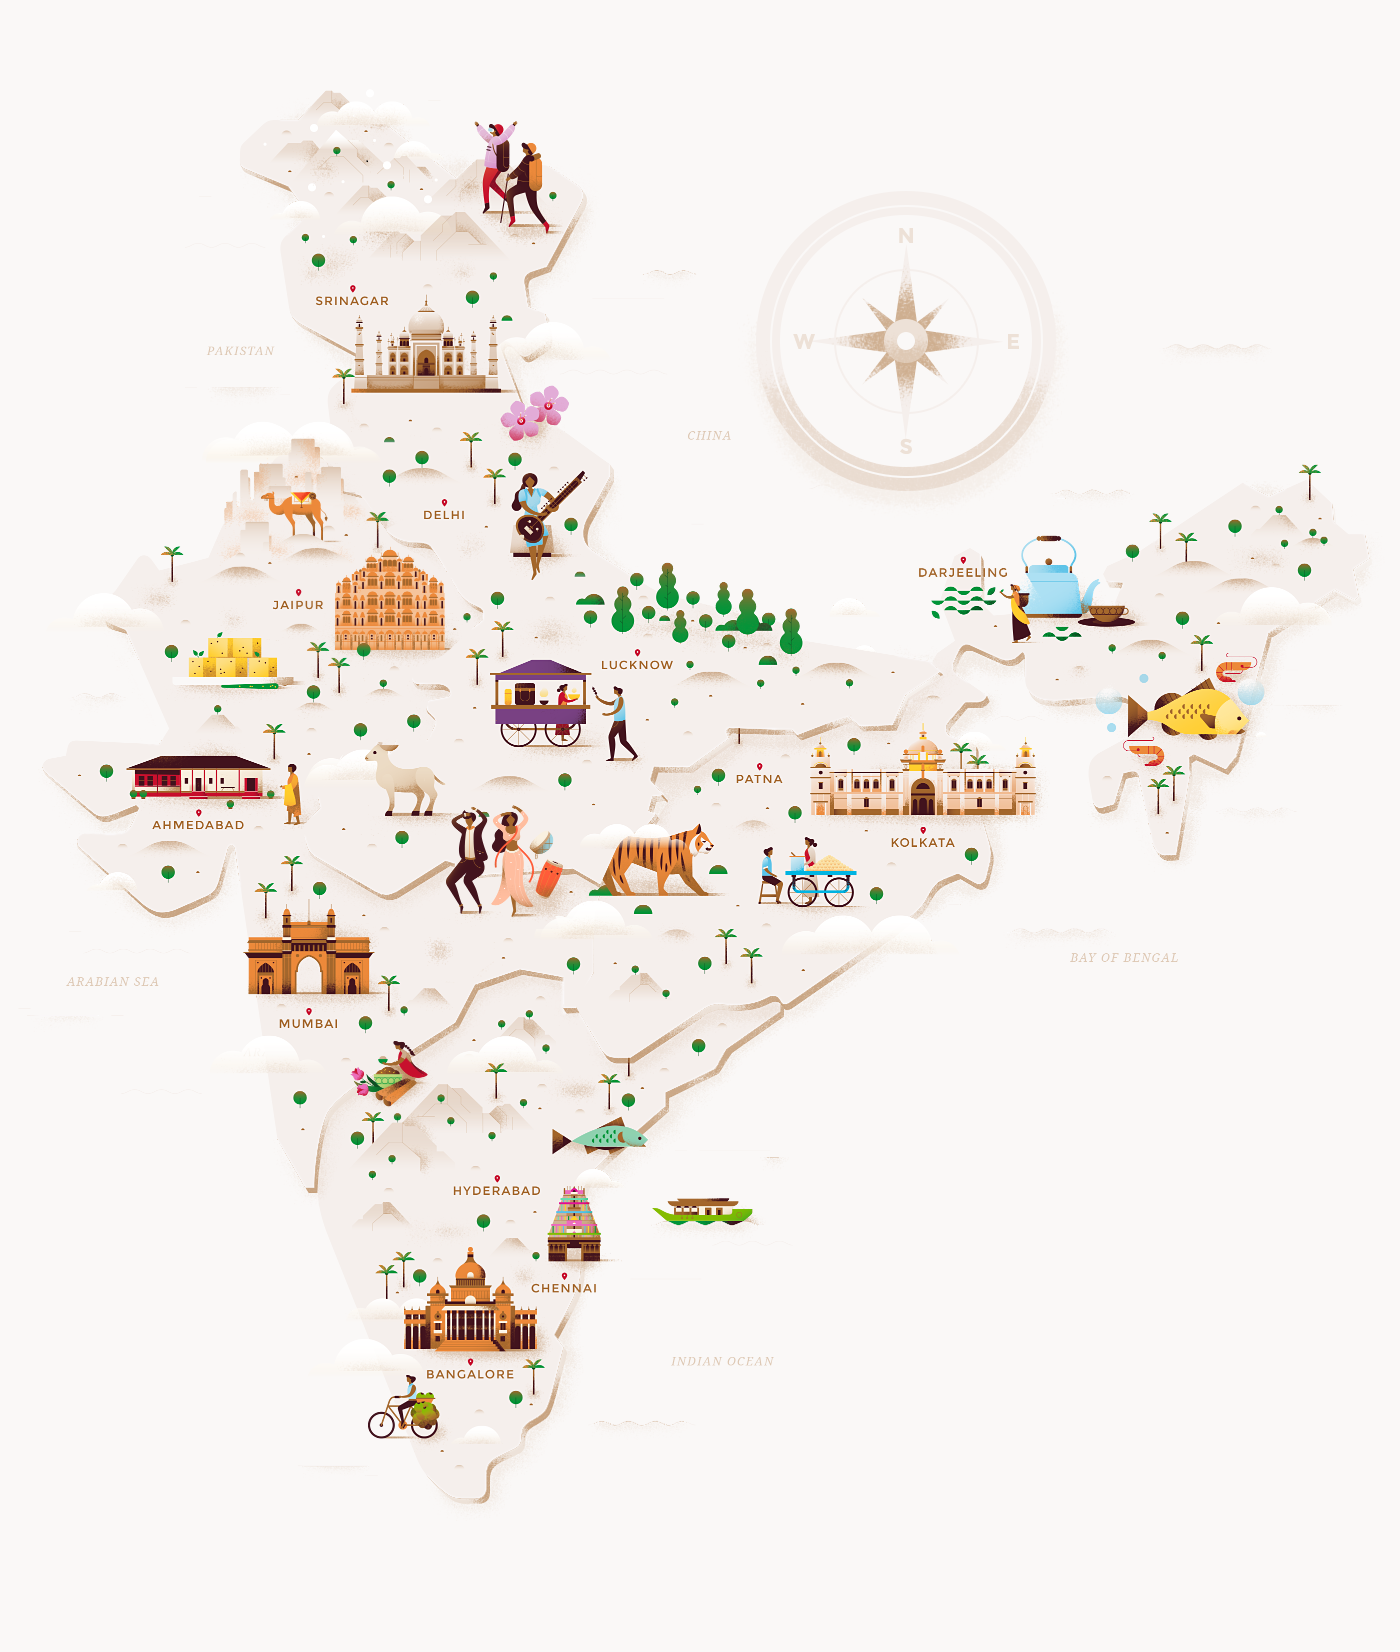 N
W
E
S
SRINAGAR
PAKISTAN
CHINA
DELHI
DARJEELING
JAIPUR
LUCKNOW
PATNA
AHMEDABAD
KOLKATA
BAY OF BENGAL
ARABIAN SEA
MUMBAI
HYDERABAD
CHENNAI
INDIAN OCEAN
BANGALORE